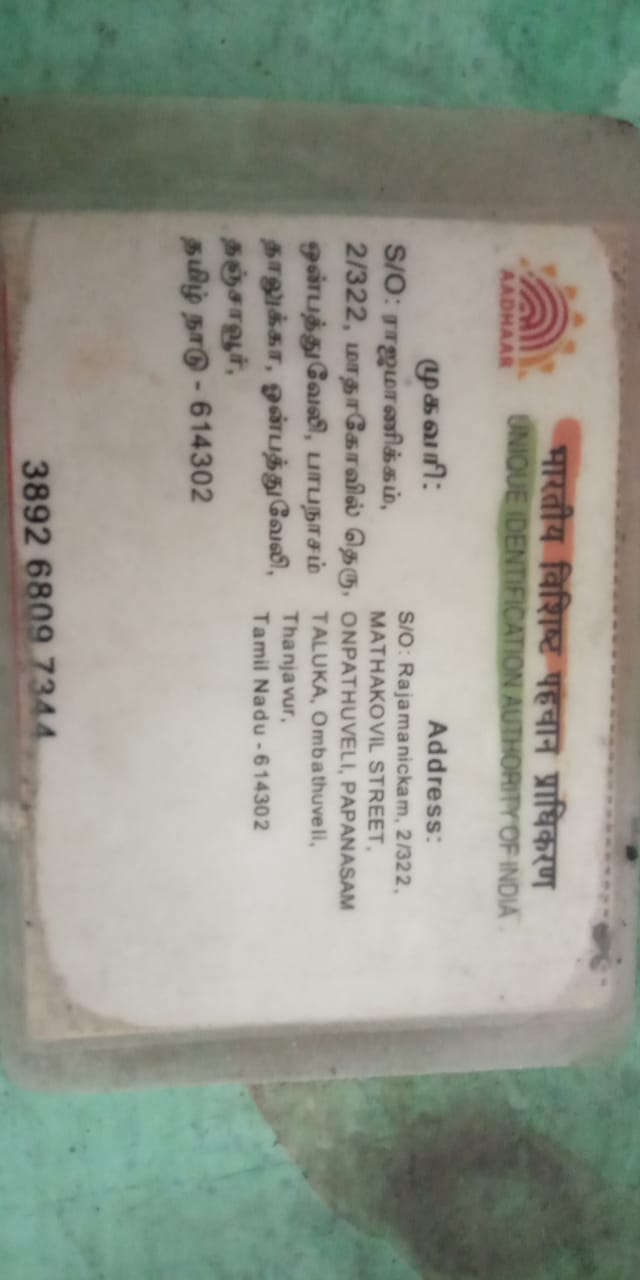 भारतीय विशिष्ट पहचान प्राधिकरण
UNIQUE IDENTIFICATION AUTHORITY OF INDIA
AADHAAR
முகவரி:
S/O: ராஜமாணிக்கம்,
2/322, மாதாகோவில் தெரு,
ஒன்பத்துவேலி, பாபநாசம்
தாலுக்கா, ஒன்பத்துவேலி,
தஞ்சாவூர்,
தமிழ் நாடு - 614302
Address:
S/O: Rajamanickam, 2/322,
MATHAKOVIL STREET,
ONPATHUVELI, PAPANASAM
TALUKA, Ombathuveli,
Thanjavur,
Tamil Nadu - 614302
3892 6809 7344